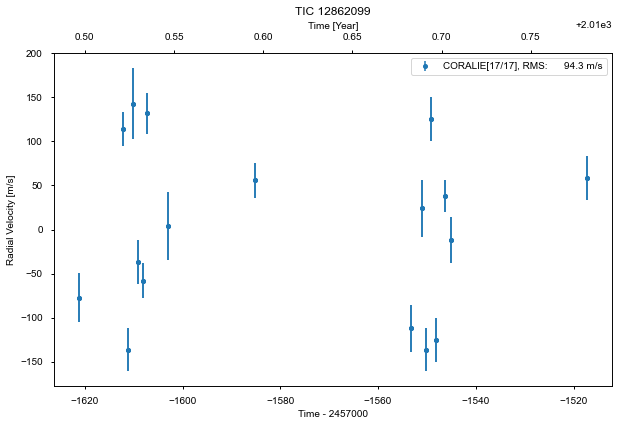 TIC 12862099
Time [Year]
+2.01e3
0.50 0.55 0.60 0.65 0.70 0.75
CORALIE[17/17], RMS: 94.3 m/s
200
150
100
50
0
−50
−100
−150
Radial Velocity [m/s]
−1620 −1600 −1580 −1560 −1540 −1520
Time - 2457000